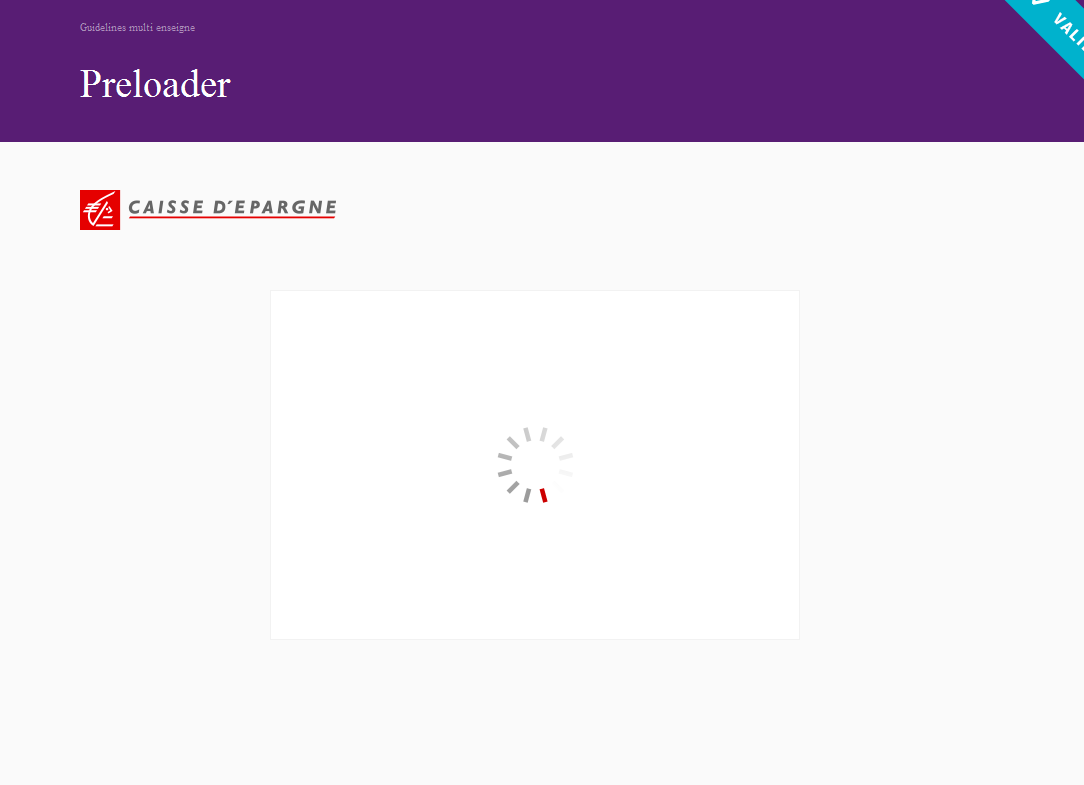 Guidelines multi enseigne
Preloader
CAISSE D'EPARGNE